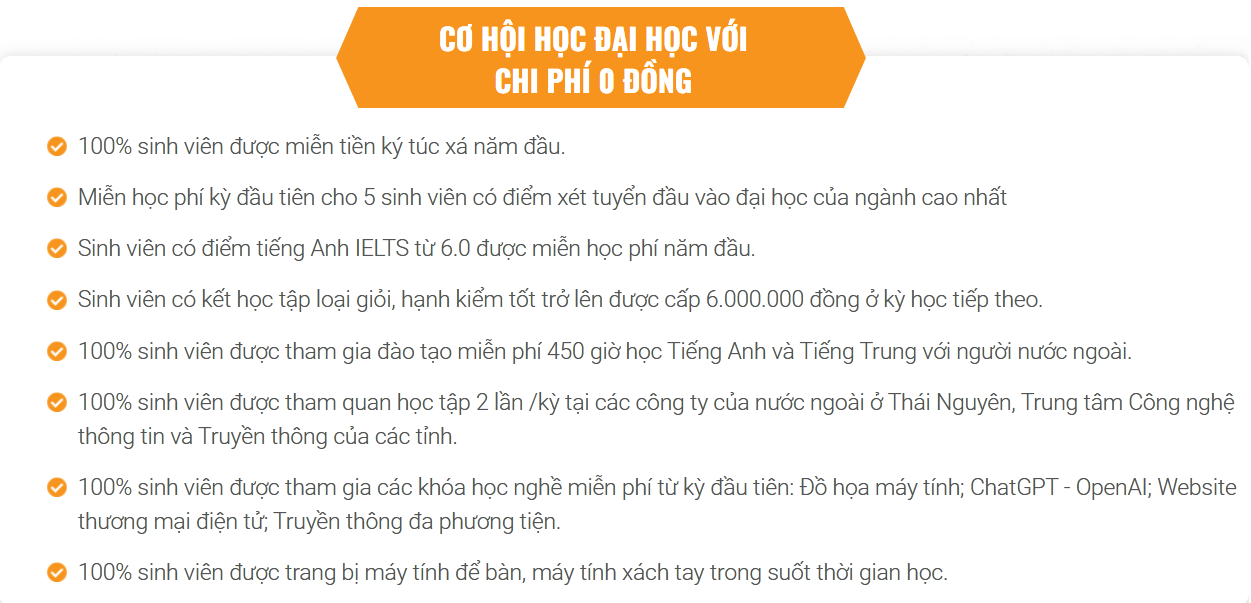 CƠ HỘI HỌC ĐẠI HỌC VỚI
CHI PHÍ 0 ĐỒNG
100% sinh viên được miễn tiền ký túc xá năm đầu.
Miễn học phí kỳ đầu tiên cho 5 sinh viên có điểm xét tuyển đầu vào đại học của ngành cao nhất
Sinh viên có điểm tiếng Anh IELTS từ 6.0 được miễn học phí năm đầu.
Sinh viên có kết học tập loại giỏi, hạnh kiểm tốt trở lên được cấp 6.000.000 đồng ở kỳ học tiếp theo.
100% sinh viên được tham gia đào tạo miễn phí 450 giờ học Tiếng Anh và Tiếng Trung với người nước ngoài.
100% sinh viên được tham quan học tập 2 lần /kỳ tại các công ty của nước ngoài ở Thái Nguyên, Trung tâm Công nghệ
thông tin và Truyền thông của các tỉnh.
100% sinh viên được tham gia các khóa học nghề miễn phí từ kỳ đầu tiên: Đồ họa máy tính; ChatGPT - OpenAI; Website
thương mại điện tử; Truyền thông đa phương tiện.
100% sinh viên được trang bị máy tính để bàn, máy tính xách tay trong suốt thời gian học.